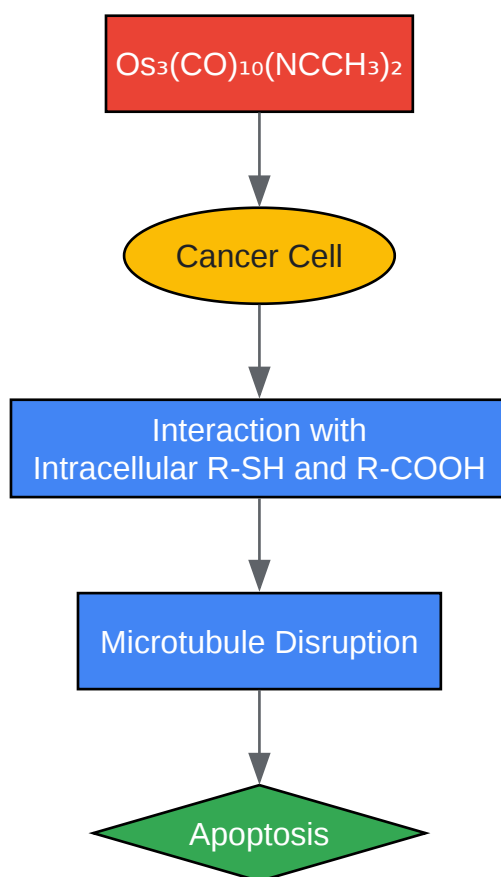 Os₃(CO)₁₀(NCCH₃)₂
Cancer Cell
Interaction with
Intracellular R-SH and R-COOH
Microtubule Disruption
Apoptosis